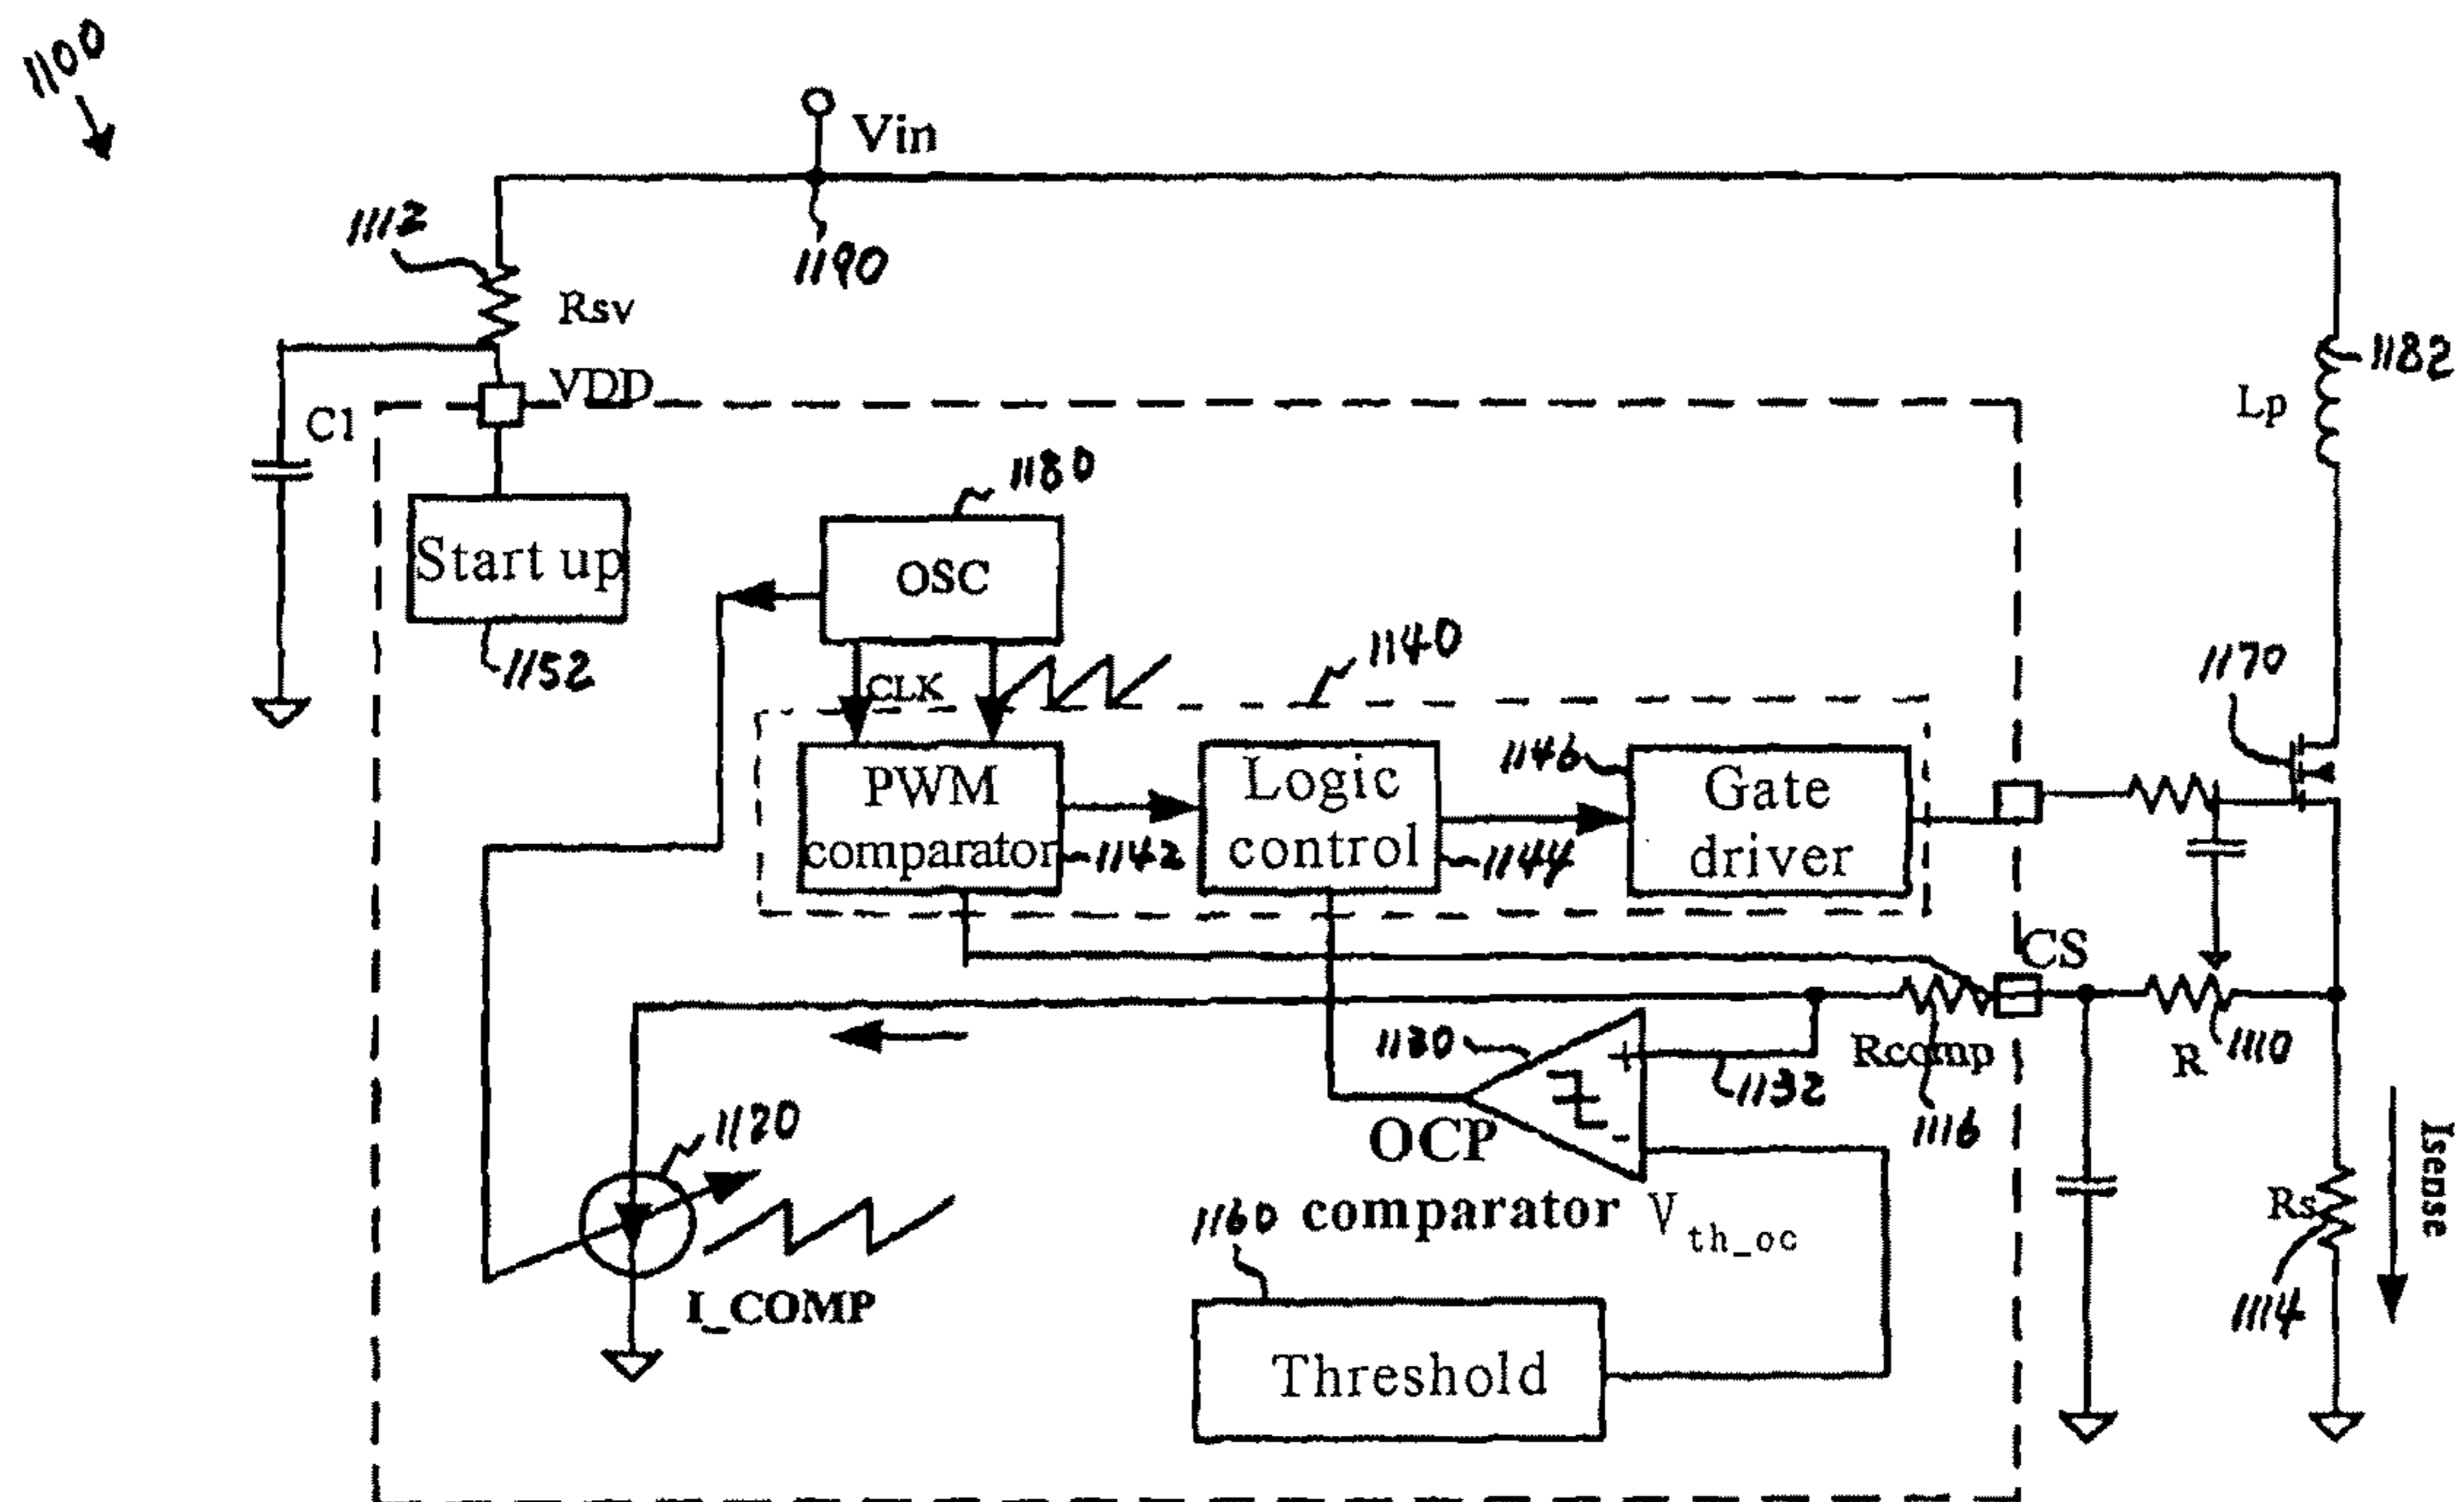 1100
Vin
1112
1190
Rsv
1182
VDD
C1
Lp
1180
OSC
Start up
1140
1152
CLK
1170
PWM
comparator
1142
Logic
control
1144
1146
Gate
driver
CS
1130
+
1132
Rcomp
R
1110
1116
1120
OCP
comparator
-
Isense
1160
V th_oc
Rs
I_COMP
1114
Threshold